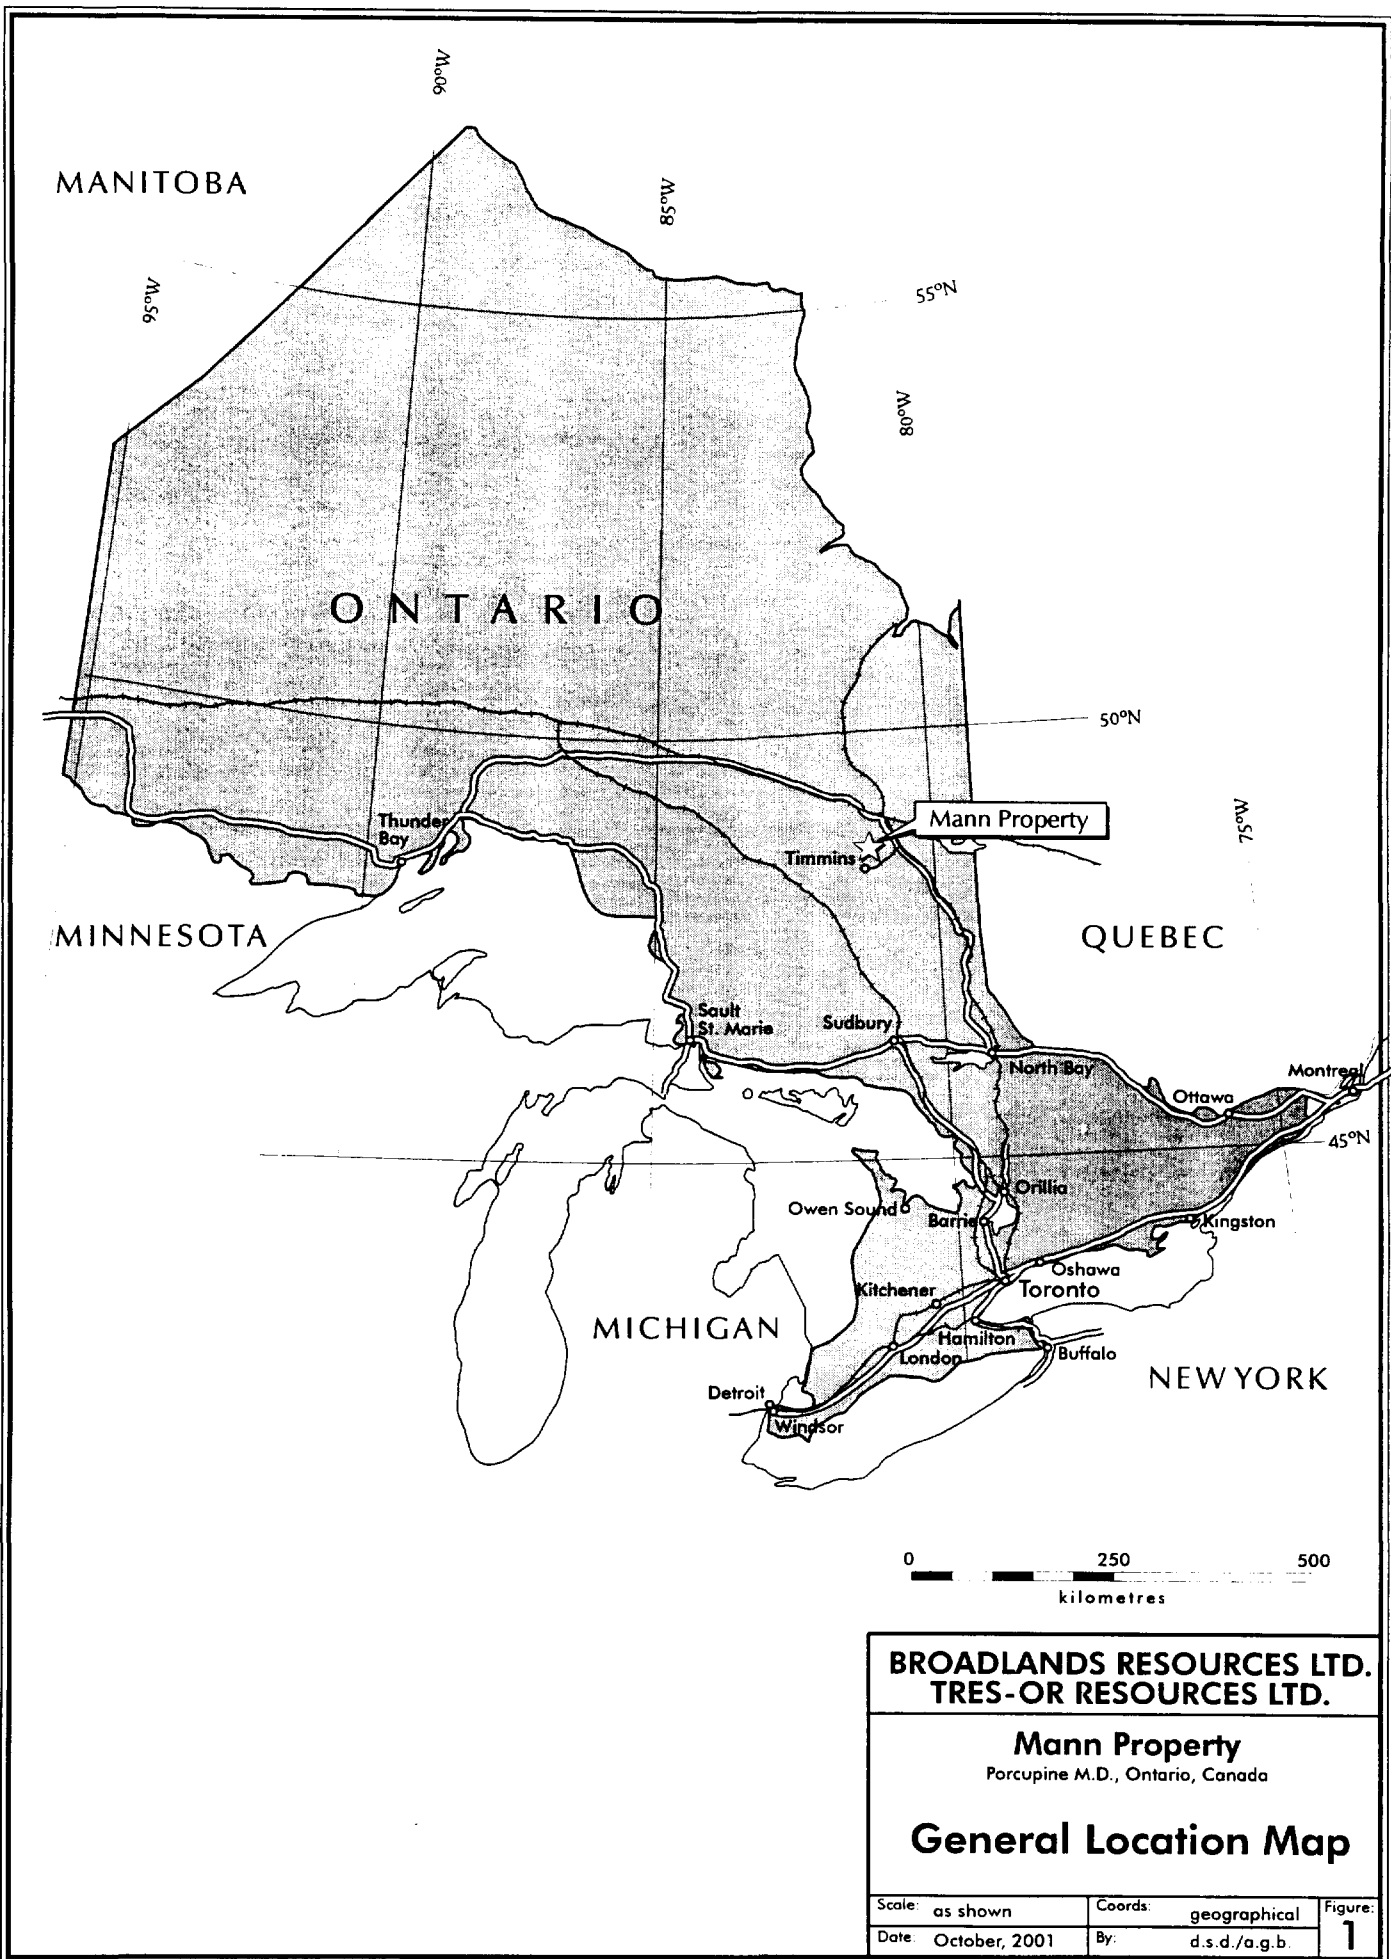 90°W
MANITOBA
85°W
95°W
55°N
80°W
ONTARIO
50°N
Thunder
Bay
Mann Property
Timmins
75°W
MINNESOTA
QUEBEC
Sault
St. Marie
Sudbury
North Bay
Montreal
Ottawa
45°N
Orillia
Owen Sound
Barrie
Kingston
Oshawa
Kitchener
Toronto
MICHIGAN
Hamilton
London
Buffalo
NEW YORK
Detroit
Windsor
0 250 500
kilometres
BROADLANDS RESOURCES LTD.
TRES-OR RESOURCES LTD.
Mann Property
Porcupine M.D., Ontario, Canada
General Location Map
Scale: as shown Coords: geographical Figure:
Date: October, 2001 By: d.s.d./a.g.b. 1